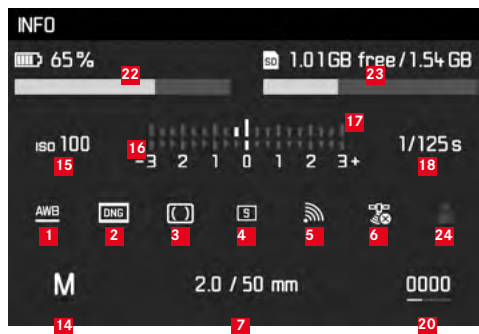 INFO
65% 1.01GB free/1.54GB
22 23
17
ISO 100 16 1/125s
-3 2 1 0 1 2 3+
15 18
AWB DNG S
1 2 3 4 5 6 24
M 2.0 / 50 mm 0000
14 7 20